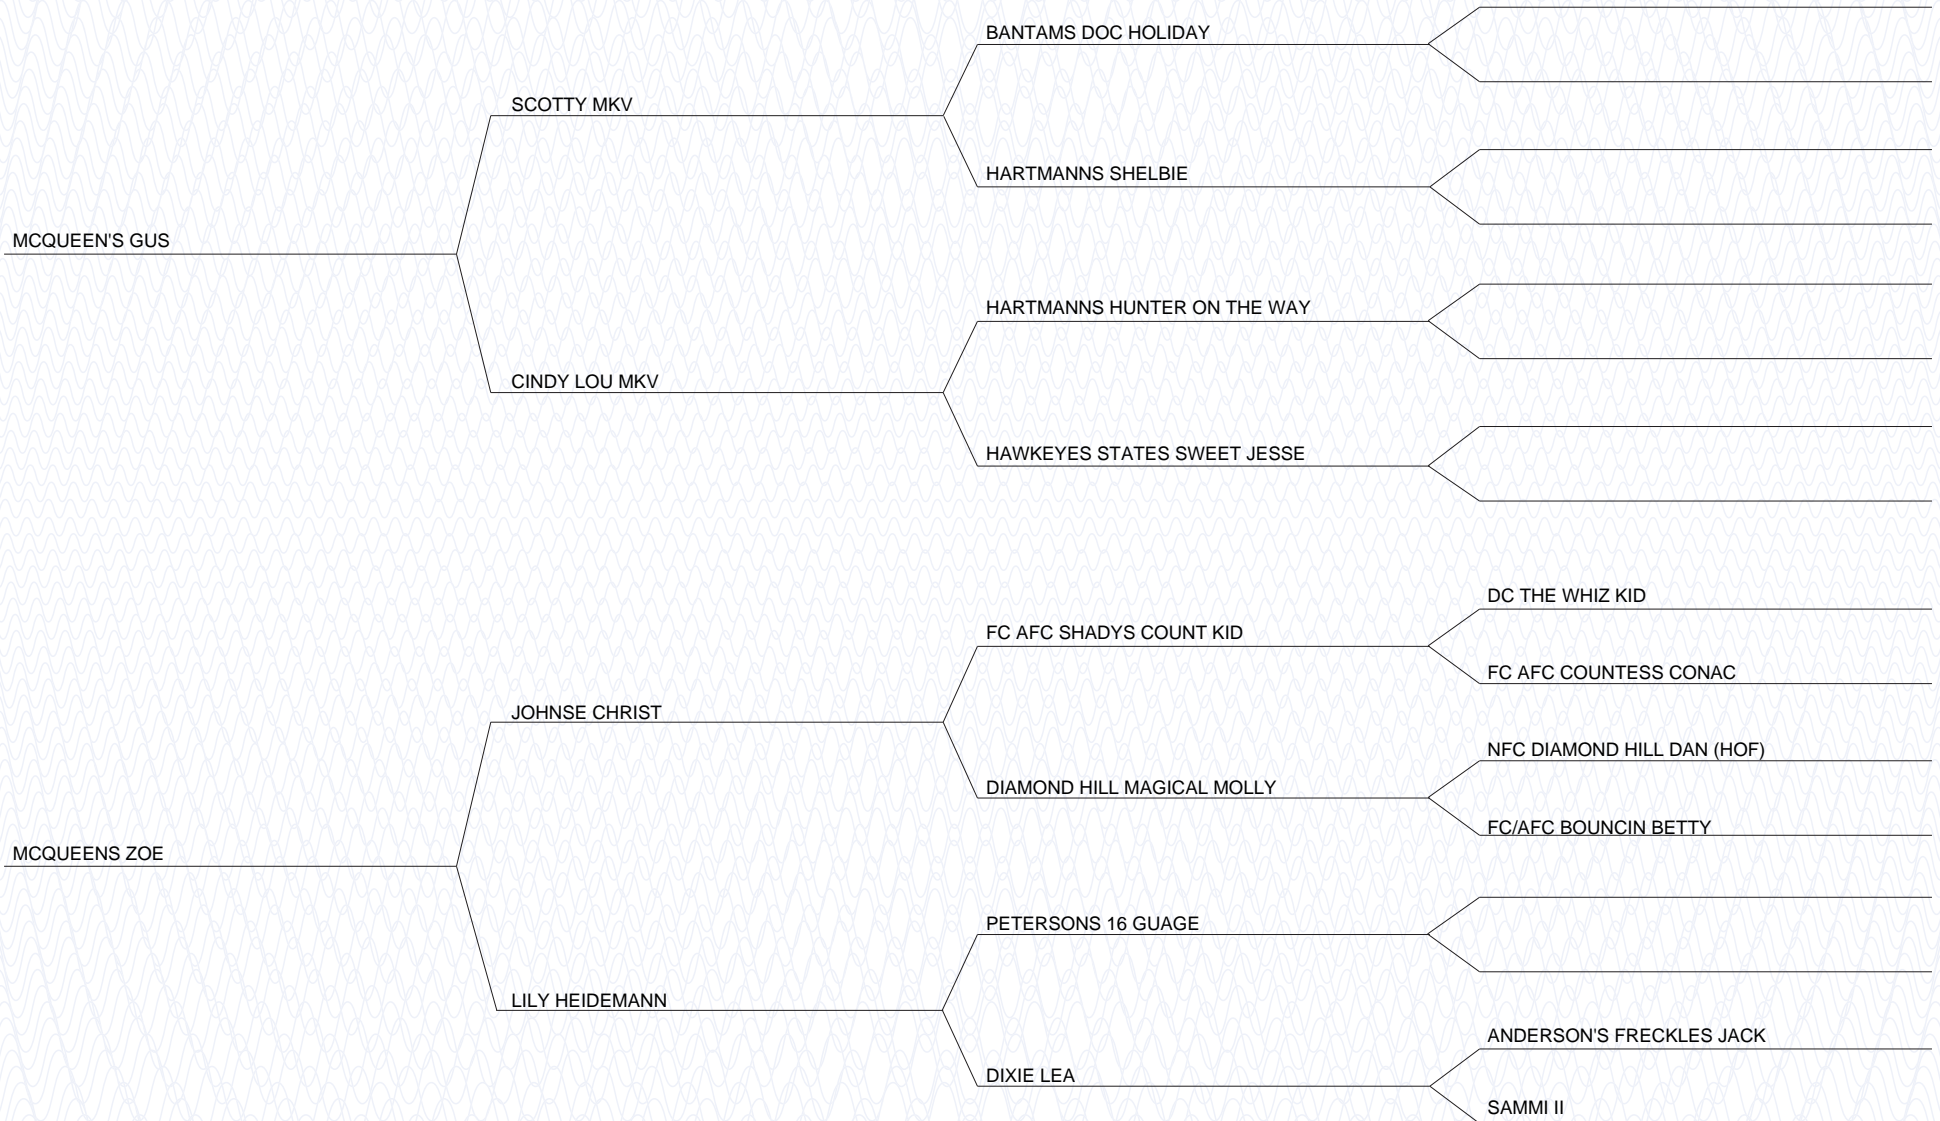 BANTAMS DOC HOLIDAY
SCOTTY MKV
HARTMANNS SHELBIE
MCQUEEN'S GUS
HARTMANNS HUNTER ON THE WAY
CINDY LOU MKV
HAWKEYES STATES SWEET JESSE
DC THE WHIZ KID
FC AFC SHADYS COUNT KID
FC AFC COUNTESS CONAC
JOHNSE CHRIST
NFC DIAMOND HILL DAN (HOF)
DIAMOND HILL MAGICAL MOLLY
FC/AFC BOUNCIN BETTY
MCQUEENS ZOE
PETERSONS 16 GUAGE
LILY HEIDEMANN
ANDERSON'S FRECKLES JACK
DIXIE LEA
SAMMI II